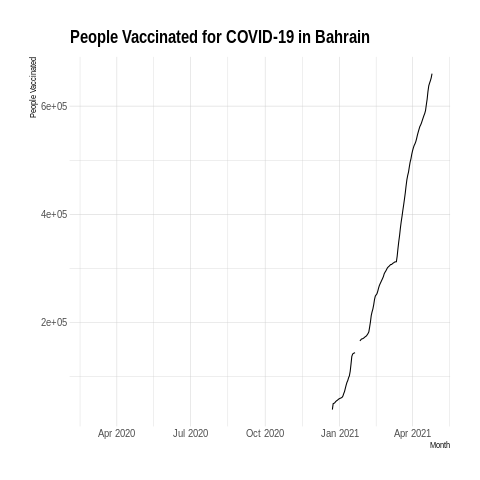 People Vaccinated for COVID-19 in Bahrain
People Vaccinated
6e+05
4e+05
2e+05
Apr 2020
Jul 2020
Oct 2020
Jan 2021
Apr 2021
Month